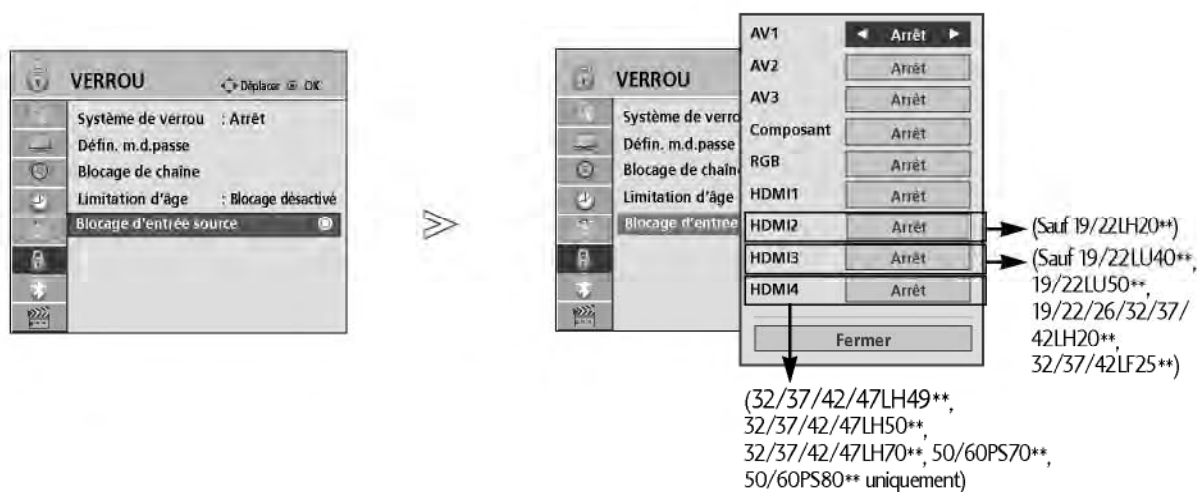 VERROU
Déplacer OK
Système de verrou : Arrêt
Défin. m.d.passe
Blocage de chaîne
Limitation d'âge : Blocage désactivé
Blocage d'entrée source
VERROU
Système de verro
Défin. m.d.passe
Blocage de chaîn
Limitation d'âge
Blocage d'entrée
AV1 ◄ Arrêt ►
AV2 Arrêt
AV3 Arrêt
Composant Arrêt
RGB Arrêt
HDMI1 Arrêt
HDMI2 Arrêt
HDMI3 Arrêt
HDMI4 Arrêt
Fermer
(Sauf 19/22LH20**)
(Sauf 19/22LU40**,
19/22LU50**,
19/22/26/32/37/
42LH20**,
32/37/42LF25**)
(32/37/42/47LH49**,
32/37/42/47LH50**,
32/37/42/47LH70**, 50/60PS70**,
50/60PS80** uniquement)